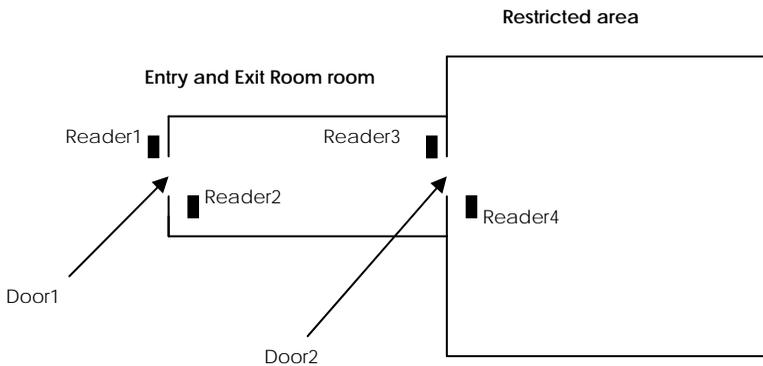 Restricted area
Entry and Exit Room room
Reader1
Reader3
Reader2
Reader4
Door1
Door2